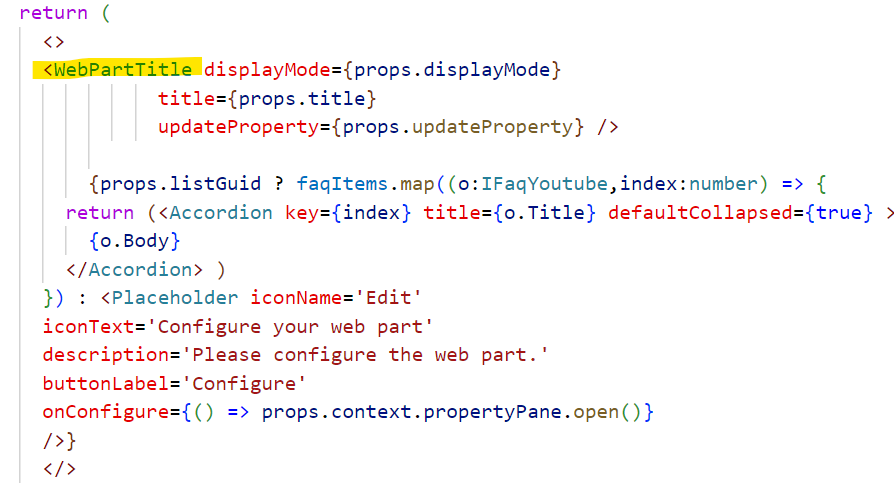 return (
<>
<WebPartTitle displayMode={props.displayMode}
title={props.title}
updateProperty={props.updateProperty} />
{props.listGuid ? faqItems.map((o:IFaqYoutube,index:number) => {
return (<Accordion key={index} title={o.Title} defaultCollapsed={true} >
{o.Body}
</Accordion> )
}) : <Placeholder iconName='Edit'
iconText='Configure your web part'
description='Please configure the web part.'
buttonLabel='Configure'
onConfigure={() => props.context.propertyPane.open()}
/>}
</>